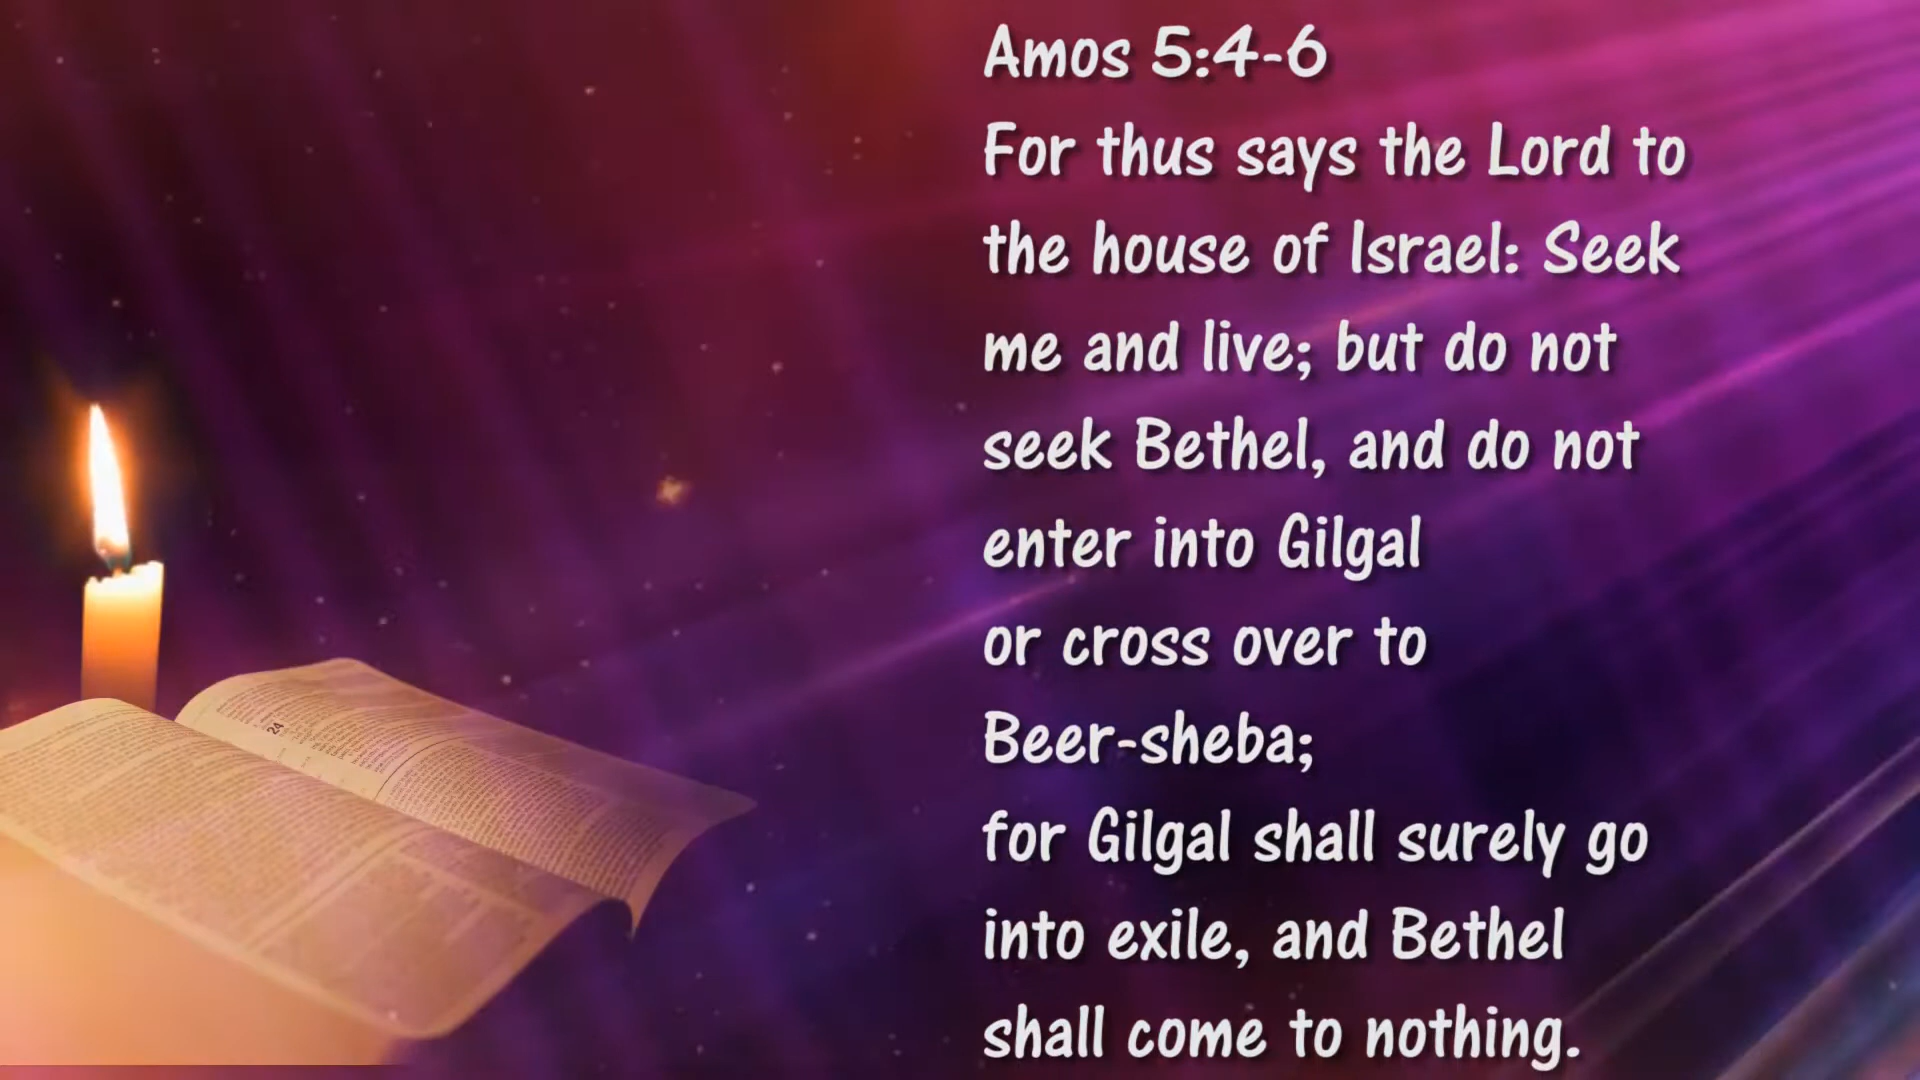 Amos 5:4-6
For thus says the Lord to
the house of Israel: Seek
me and live; but do not
seek Bethel, and do not
enter into Gilgal
or cross over to
Beer-sheba;
for Gilgal shall surely go
into exile, and Bethel
shall come to nothing.
24